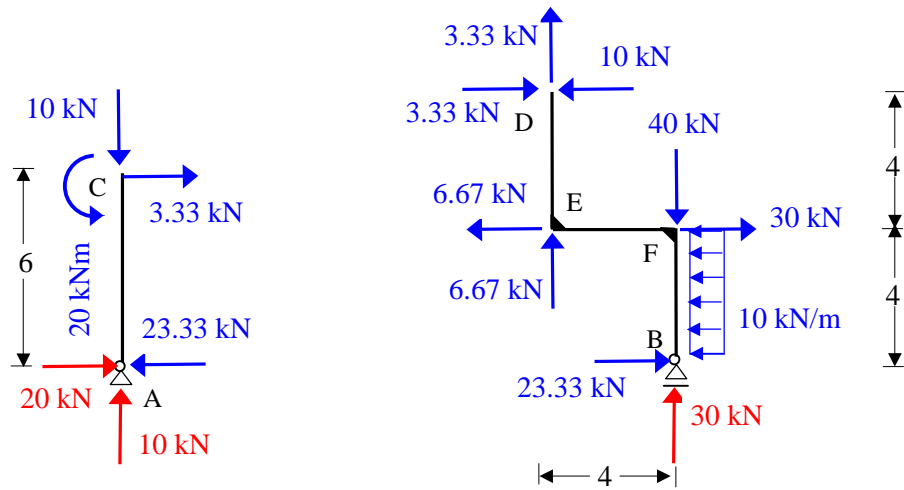 10 kN
C
3.33 kN
20 kNm
6
23.33 kN
20 kN
A
10 kN
3.33 kN
10 kN
3.33 kN
D
40 kN
4
6.67 kN
E
30 kN
F
6.67 kN
4
10 kN/m
B
23.33 kN
30 kN
4